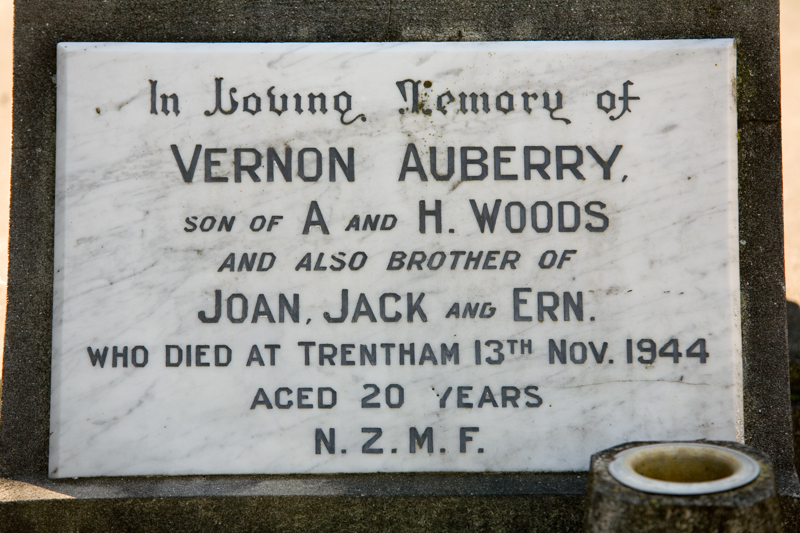 In Loving Memory of
VERNON AUBERRY,
SON OF A AND H. WOODS
AND ALSO BROTHER OF
JOAN, JACK AND ERN.
WHO DIED AT TRENTHAM 13TH NOV. 1944
AGED 20 YEARS.
N.Z.M.F.